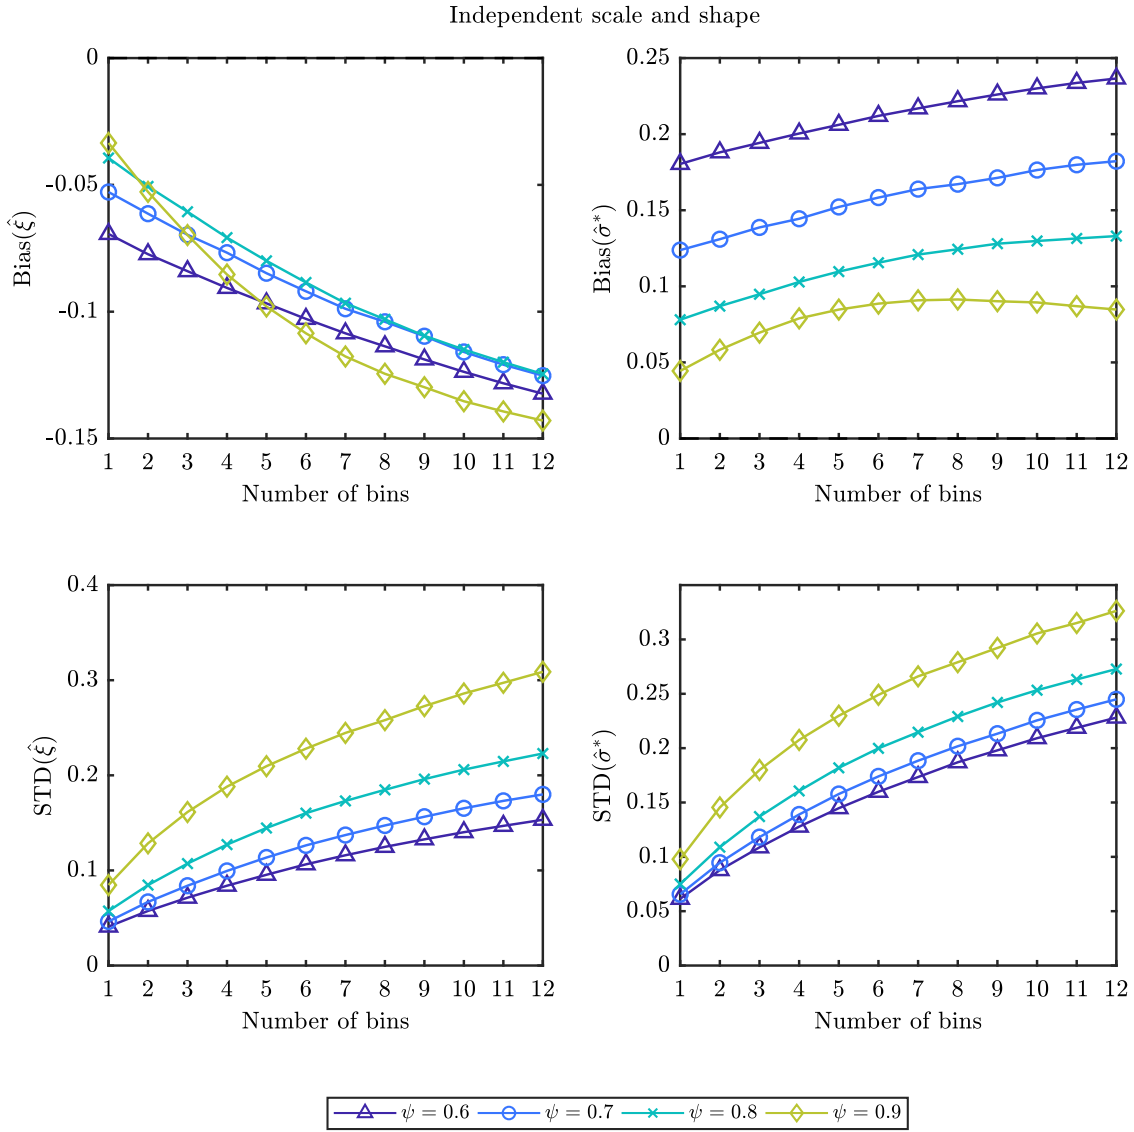 Independent scale and shape
0
-0.05
-0.1
-0.15
Bias(ξ̂)
1 2 3 4 5 6 7 8 9 10 11 12
Number of bins
0.25
0.2
0.15
0.1
0.05
0
Bias(σ̂*)
1 2 3 4 5 6 7 8 9 10 11 12
Number of bins
0.4
0.3
0.2
0.1
0
STD(ξ̂)
1 2 3 4 5 6 7 8 9 10 11 12
Number of bins
0.3
0.25
0.2
0.15
0.1
0.05
0
STD(σ̂*)
1 2 3 4 5 6 7 8 9 10 11 12
Number of bins
ψ = 0.6 ψ = 0.7 ψ = 0.8 ψ = 0.9